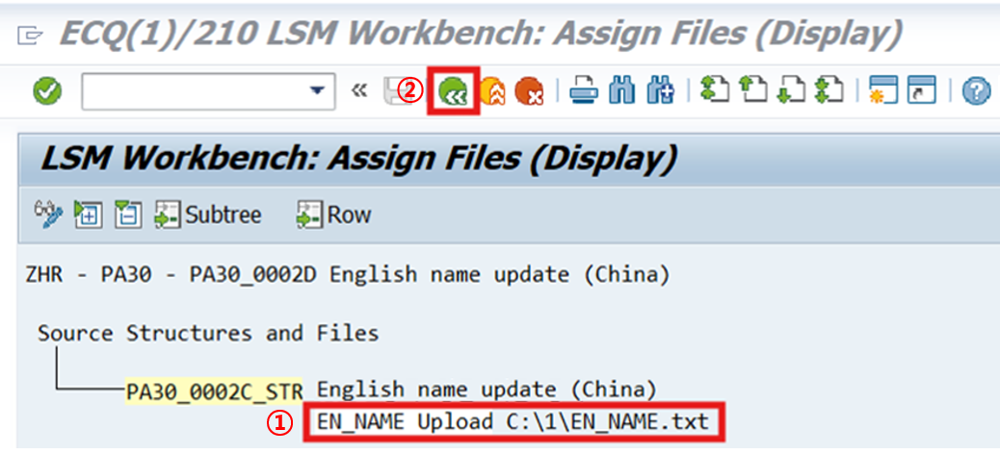 ECQ(1)/210 LSM Workbench: Assign Files (Display)
②
LSM Workbench: Assign Files (Display)
Subtree Row
ZHR - PA30 - PA30_0002D English name update (China)
Source Structures and Files
PA30_0002C_STR English name update (China)
① EN_NAME Upload C:\1\EN_NAME.txt